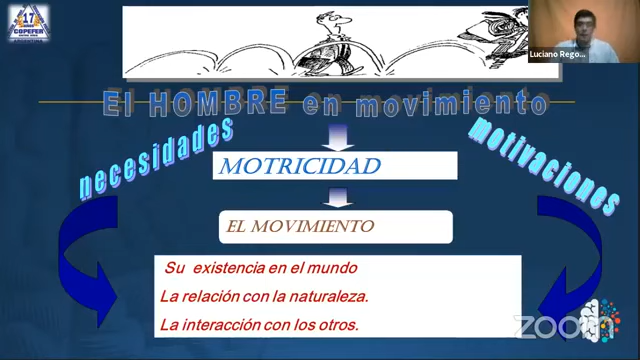 17
COPEFER
Luciano Rego...
El HOMBRE en movimiento
necesidades
motivaciones
MOTRICIDAD
EL MOVIMIENTO
Su existencia en el mundo
La relación con la naturaleza.
La interacción con los otros.
zoom